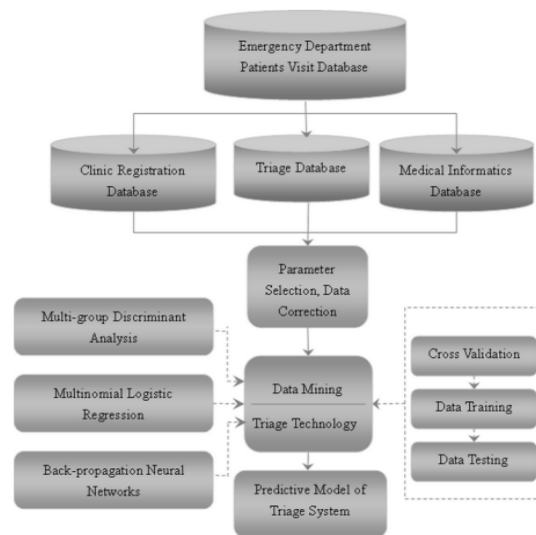 Emergency Department
Patients Visit Database
Clinic Registration
Database
Triage Database
Medical Informatics
Database
Parameter
Selection, Data
Correction
Multi-group Discriminant
Analysis
Multinomial Logistic
Regression
Back-propagation Neural
Networks
Data Mining
Triage Technology
Cross Validation
Data Training
Data Testing
Predictive Model of
Triage System